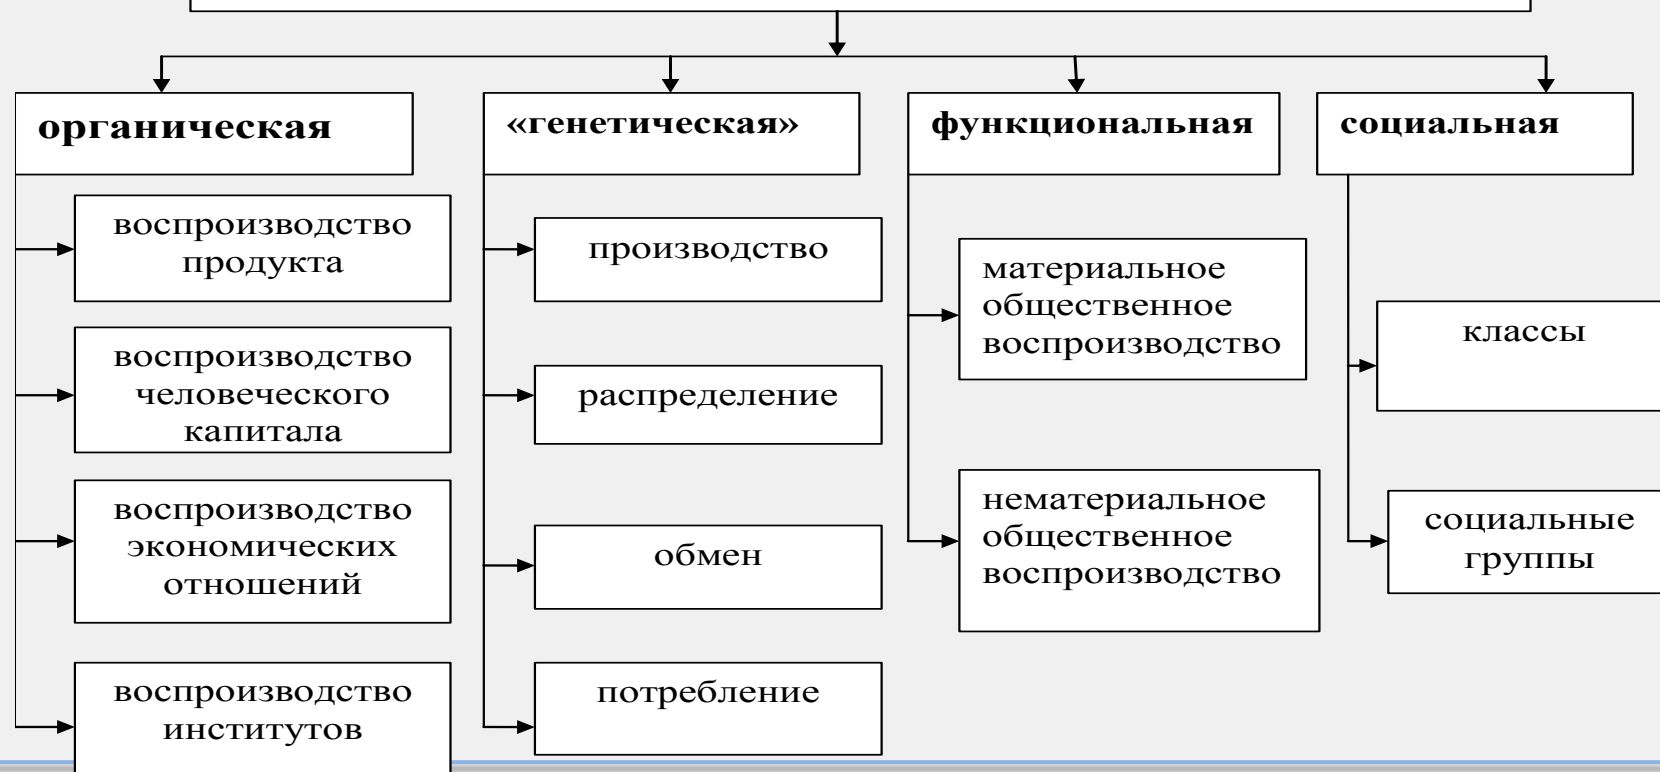 органическая
воспроизводство
продукта
воспроизводство
человеческого
капитала
воспроизводство
экономических
отношений
воспроизводство
институтов
«генетическая»
производство
распределение
обмен
потребление
функциональная
материальное
общественное
воспроизводство
нематериальное
общественное
воспроизводство
социальная
классы
социальные
группы